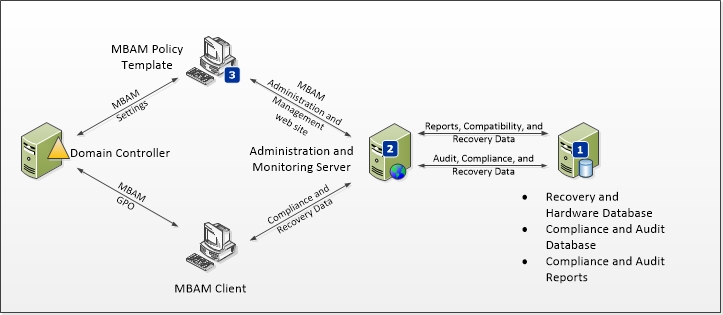 MBAM Policy
Template
3
MBAM
Settings
MBAM
Administration and
Management
web site
Domain Controller
Administration and
Monitoring Server
2
Reports, Compatibility, and
Recovery Data
Audit, Compliance, and
Recovery Data
1
MBAM
GPO
Compliance and
Recovery Data
MBAM Client
• Recovery and
Hardware Database
• Compliance and Audit
Database
• Compliance and Audit
Reports